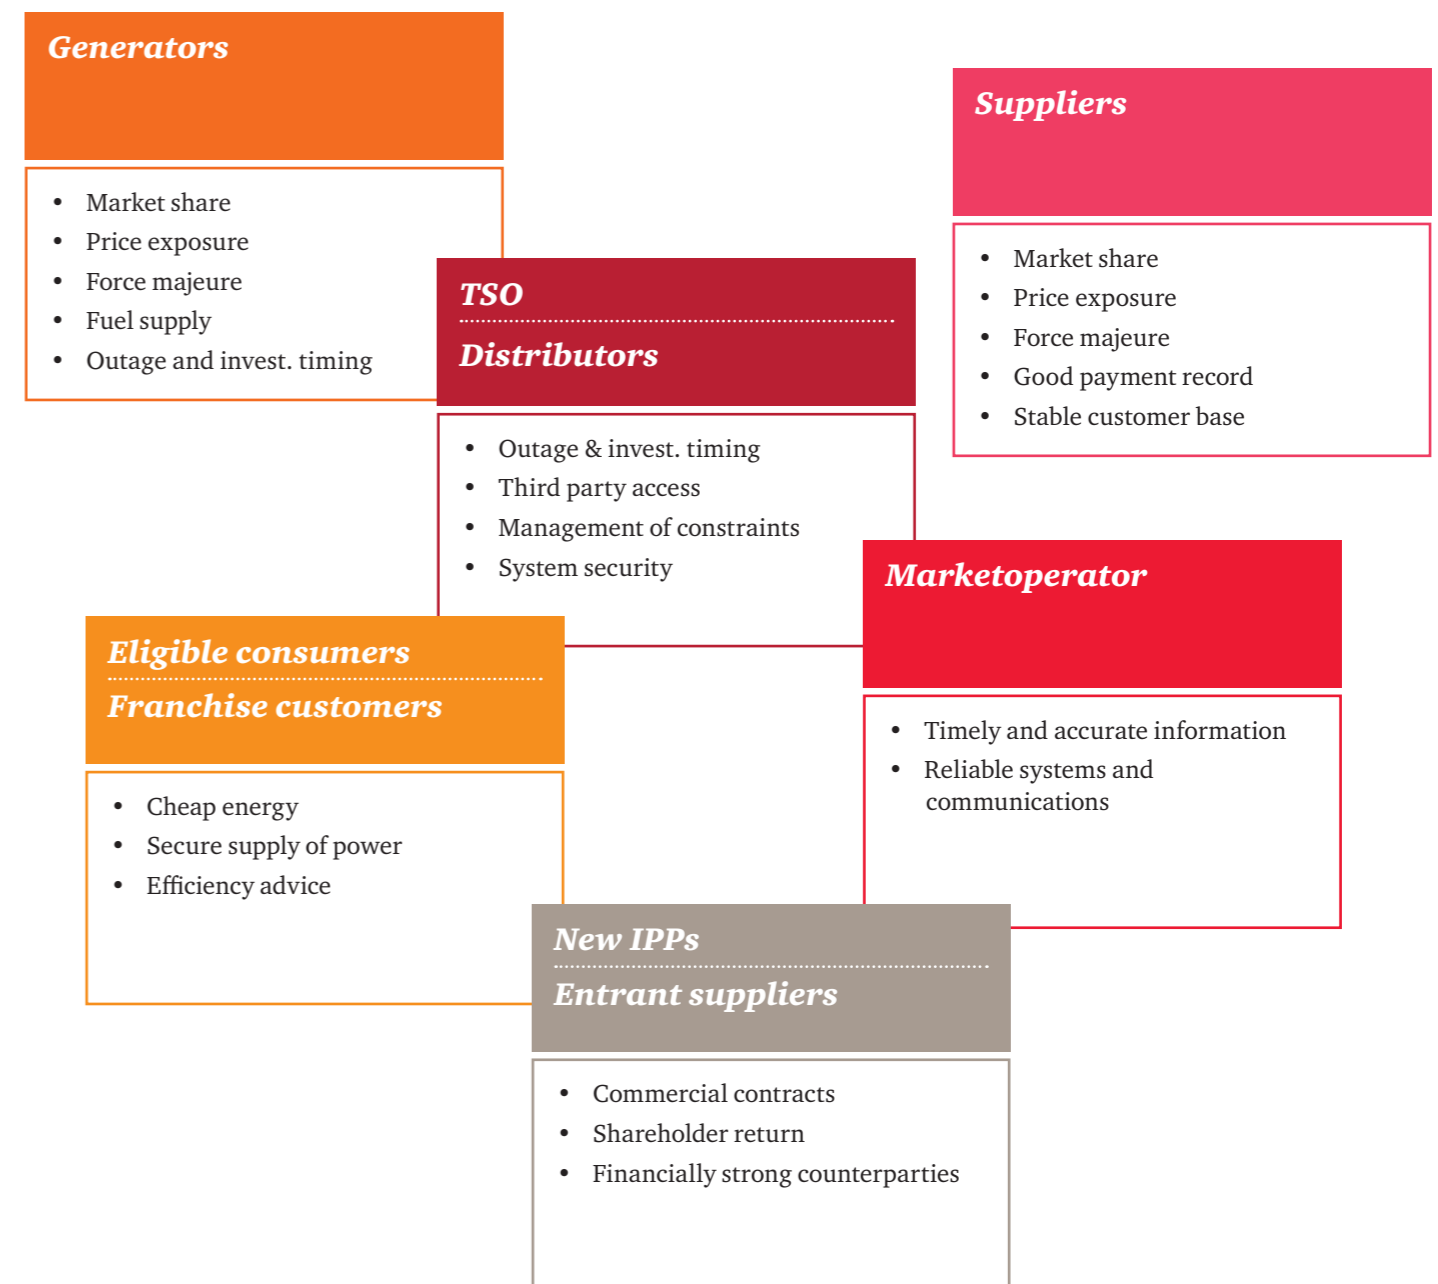 Generators
• Market share
• Price exposure
• Force majeure
• Fuel supply
• Outage and invest. timing
Suppliers
• Market share
• Price exposure
• Force majeure
• Good payment record
• Stable customer base
TSO
Distributors
• Outage & invest. timing
• Third party access
• Management of constraints
• System security
Marketoperator
• Timely and accurate information
• Reliable systems and
communications
Eligible consumers
Franchise customers
• Cheap energy
• Secure supply of power
• Efficiency advice
New IPPs
Entrant suppliers
• Commercial contracts
• Shareholder return
• Financially strong counterparties